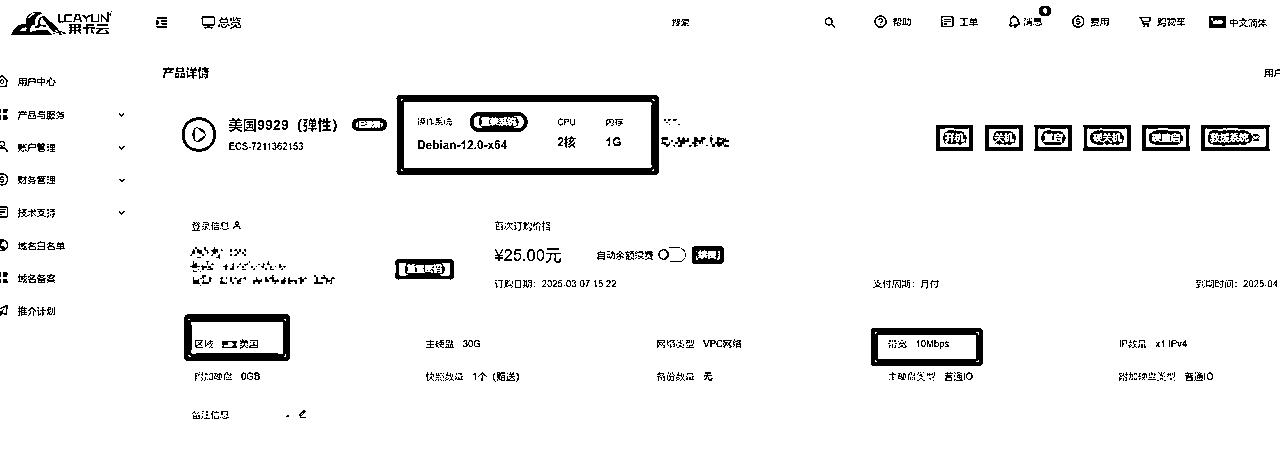 LCAYUN 莱卡云
总览
搜索
帮助
工单
消息
费用
购物车
中文简体
用户中心
产品与服务
账户管理
财务管理
技术支持
域名白名单
域名备案
推介计划
产品详情
用户
美国9929（弹性）
ECS-7211362153
操作系统 重装系统 CPU 内存
Debian-12.0-x64 2核 1G
开机 关机 重启 硬关机 硬重启 救援系统
登录信息
重置密码
首次订购价格
¥25.00元 自动余额续费 续费
订购日期：2025-03-07 15:22 支付周期：月付 到期时间：2025-04
区域 美国 主硬盘 30G 网络类型 VPC网络 带宽 10Mbps IP数量 x1 IPv4
附加硬盘 0GB 快照数量 1个（赠送） 备份数量 无 主硬盘类型 普通IO 附加硬盘类型 普通IO
备注信息 -